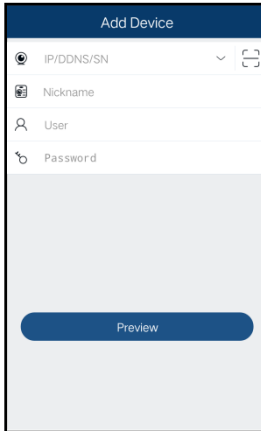 Add Device
IP/DDNS/SN
Nickname
User
Password
Preview